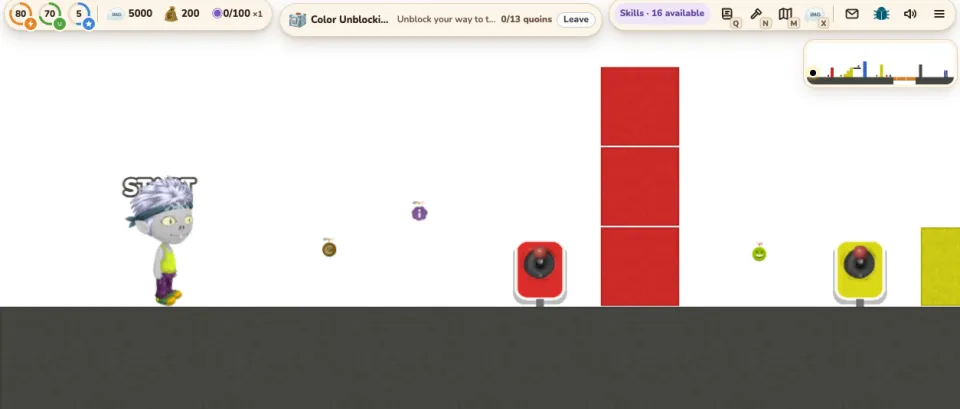 80
70
5
5000
200
0/100 ×1
Color Unblocki...
Unblock your way to t...
0/13 quoins
Leave
Skills · 16 available
Q
N
M
X
START